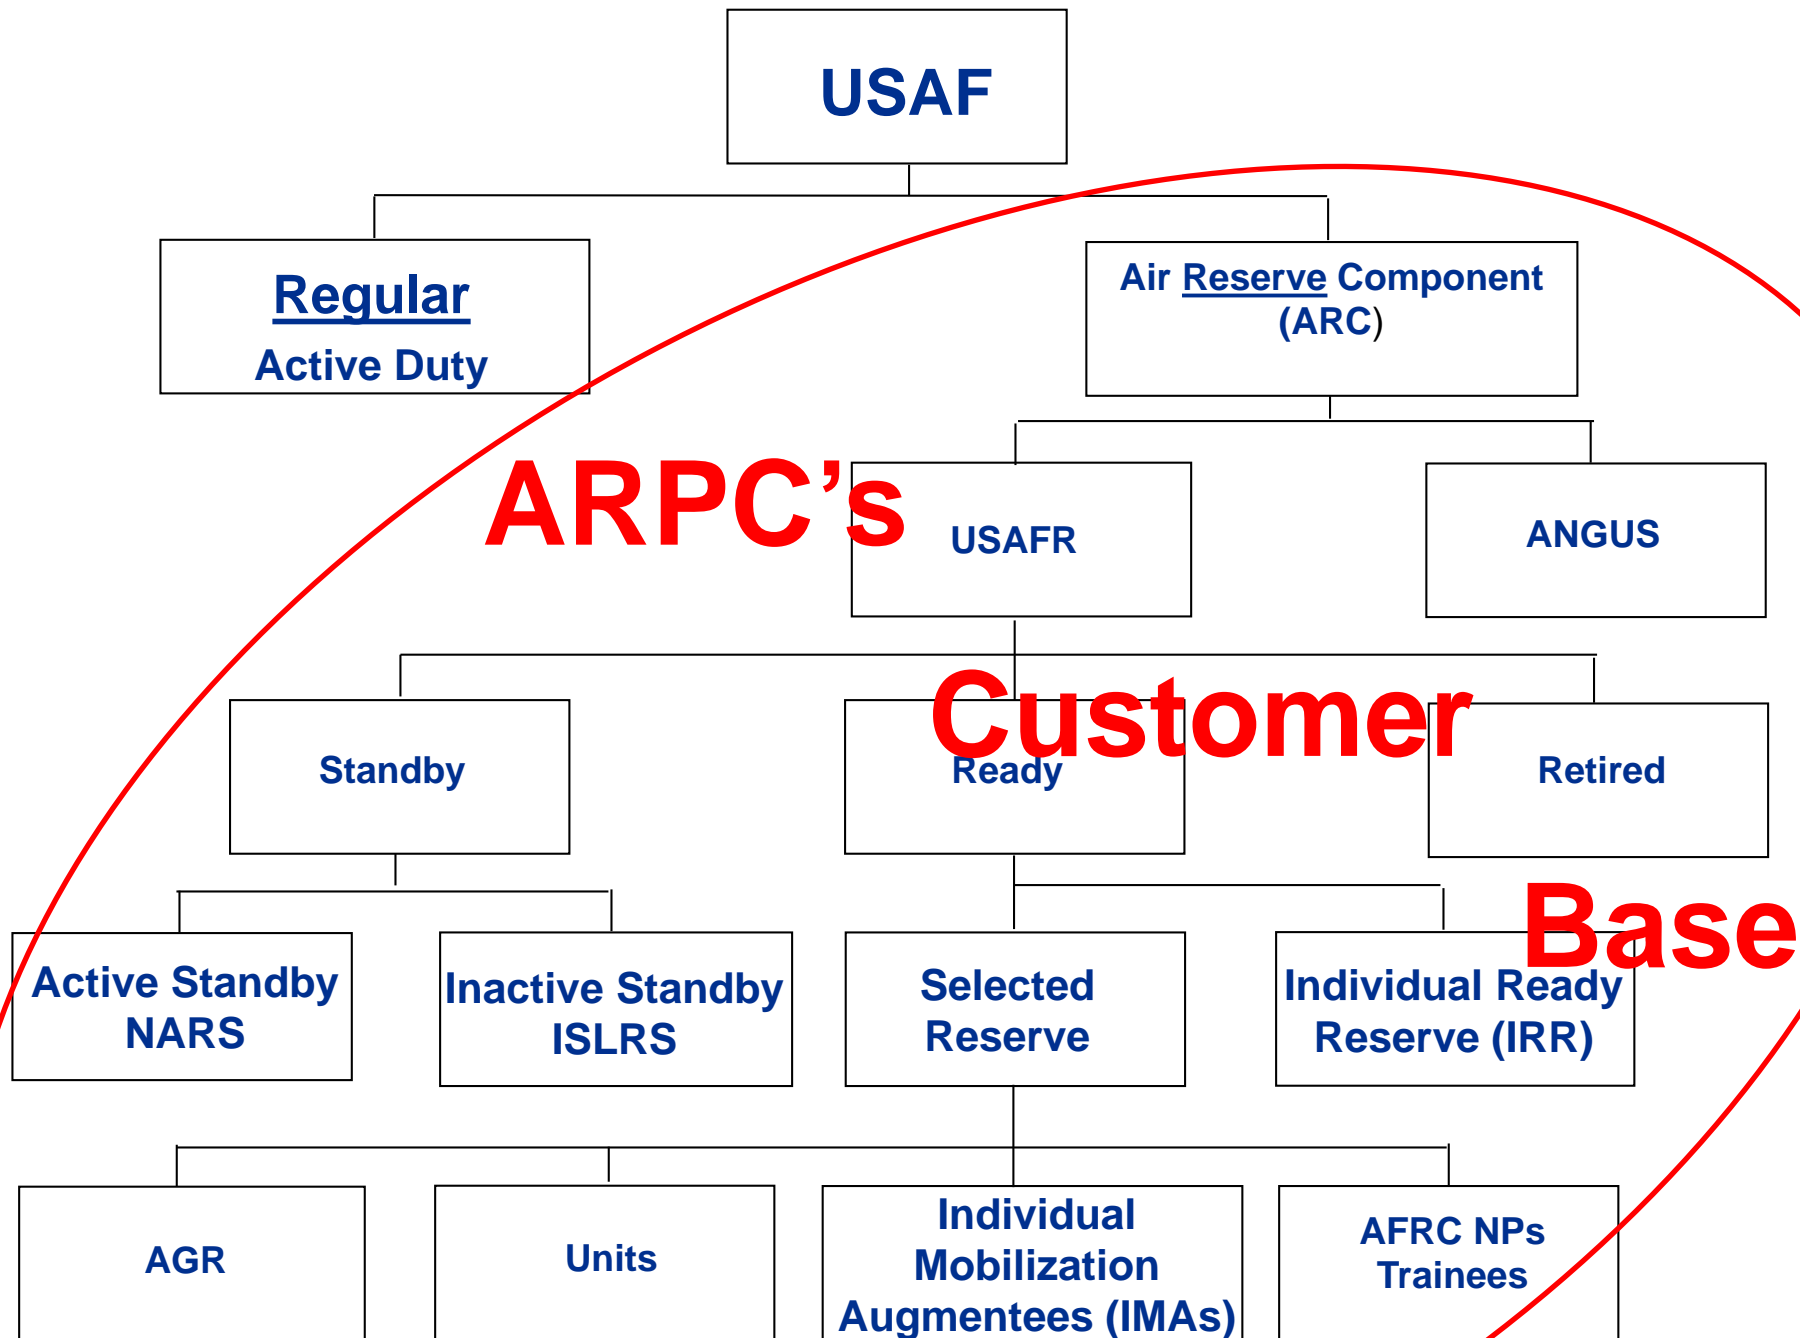 USAF
Regular
Active Duty
Air Reserve Component
(ARC)
ARPC’s
USAFR
ANGUS
Customer
Standby
Ready
Retired
Base
Active Standby
NARS
Inactive Standby
ISLRS
Selected
Reserve
Individual Ready
Reserve (IRR)
AGR
Units
Individual
Mobilization
Augmentees (IMAs)
AFRC NPs
Trainees